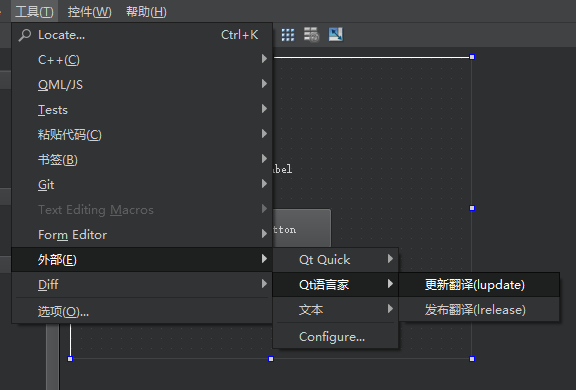 工具(T) 控件(W) 帮助(H)
Locate... Ctrl+K
C++(C)
QML/JS
Tests
粘贴代码(C)
书签(B)
Git
Text Editing Macros
Form Editor
外部(E)
Diff
选项(O)...
abel
tton
Qt Quick
Qt语言家
文本
Configure...
更新翻译(lupdate)
发布翻译(lrelease)